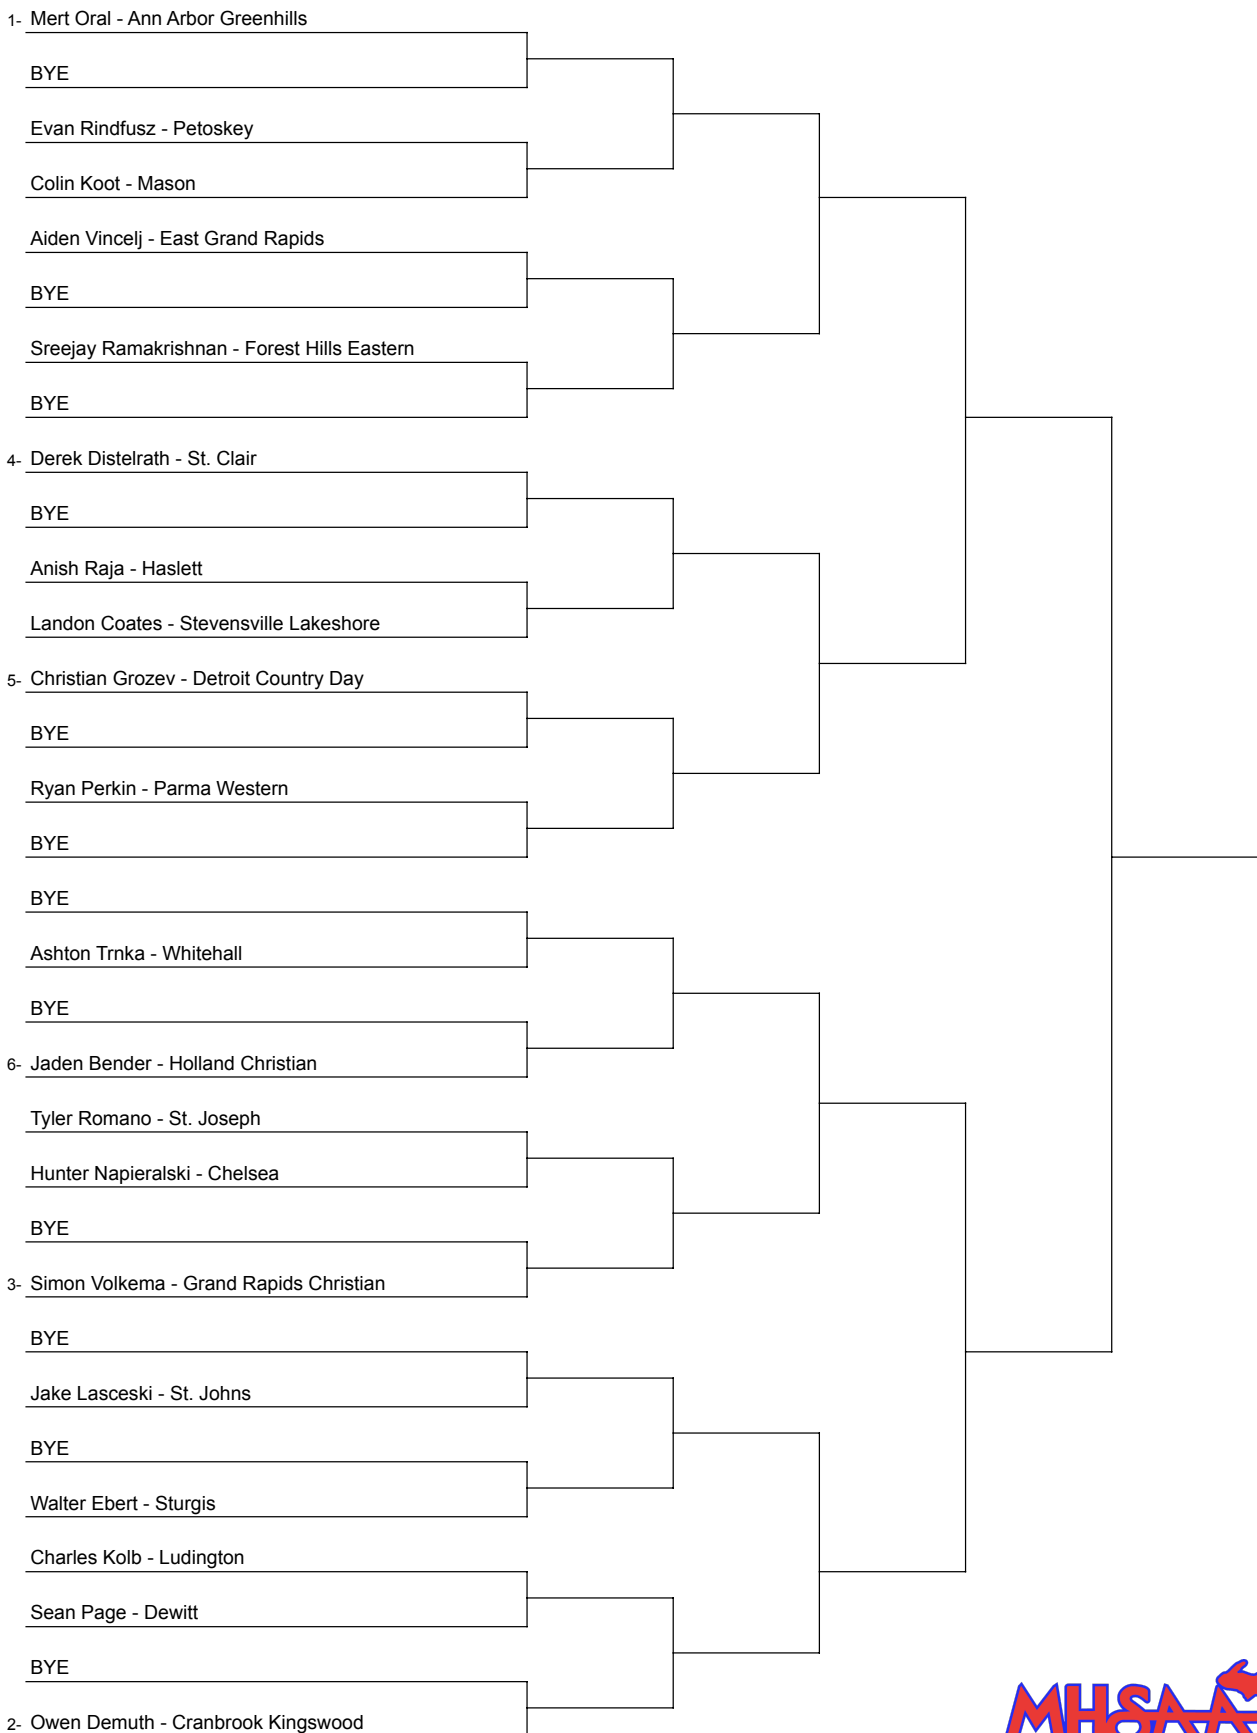 1- Mert Oral - Ann Arbor Greenhills
BYE
Evan Rindfusz - Petoskey
Colin Koot - Mason
Aiden Vincelj - East Grand Rapids
BYE
Sreejay Ramakrishnan - Forest Hills Eastern
BYE
4- Derek Distelrath - St. Clair
BYE
Anish Raja - Haslett
Landon Coates - Stevensville Lakeshore
5- Christian Grozev - Detroit Country Day
BYE
Ryan Perkin - Parma Western
BYE
BYE
Ashton Trnka - Whitehall
BYE
6- Jaden Bender - Holland Christian
Tyler Romano - St. Joseph
Hunter Napieralski - Chelsea
BYE
3- Simon Volkema - Grand Rapids Christian
BYE
Jake Lasceski - St. Johns
BYE
Walter Ebert - Sturgis
Charles Kolb - Ludington
Sean Page - Dewitt
BYE
2- Owen Demuth - Cranbrook Kingswood
MHSAA